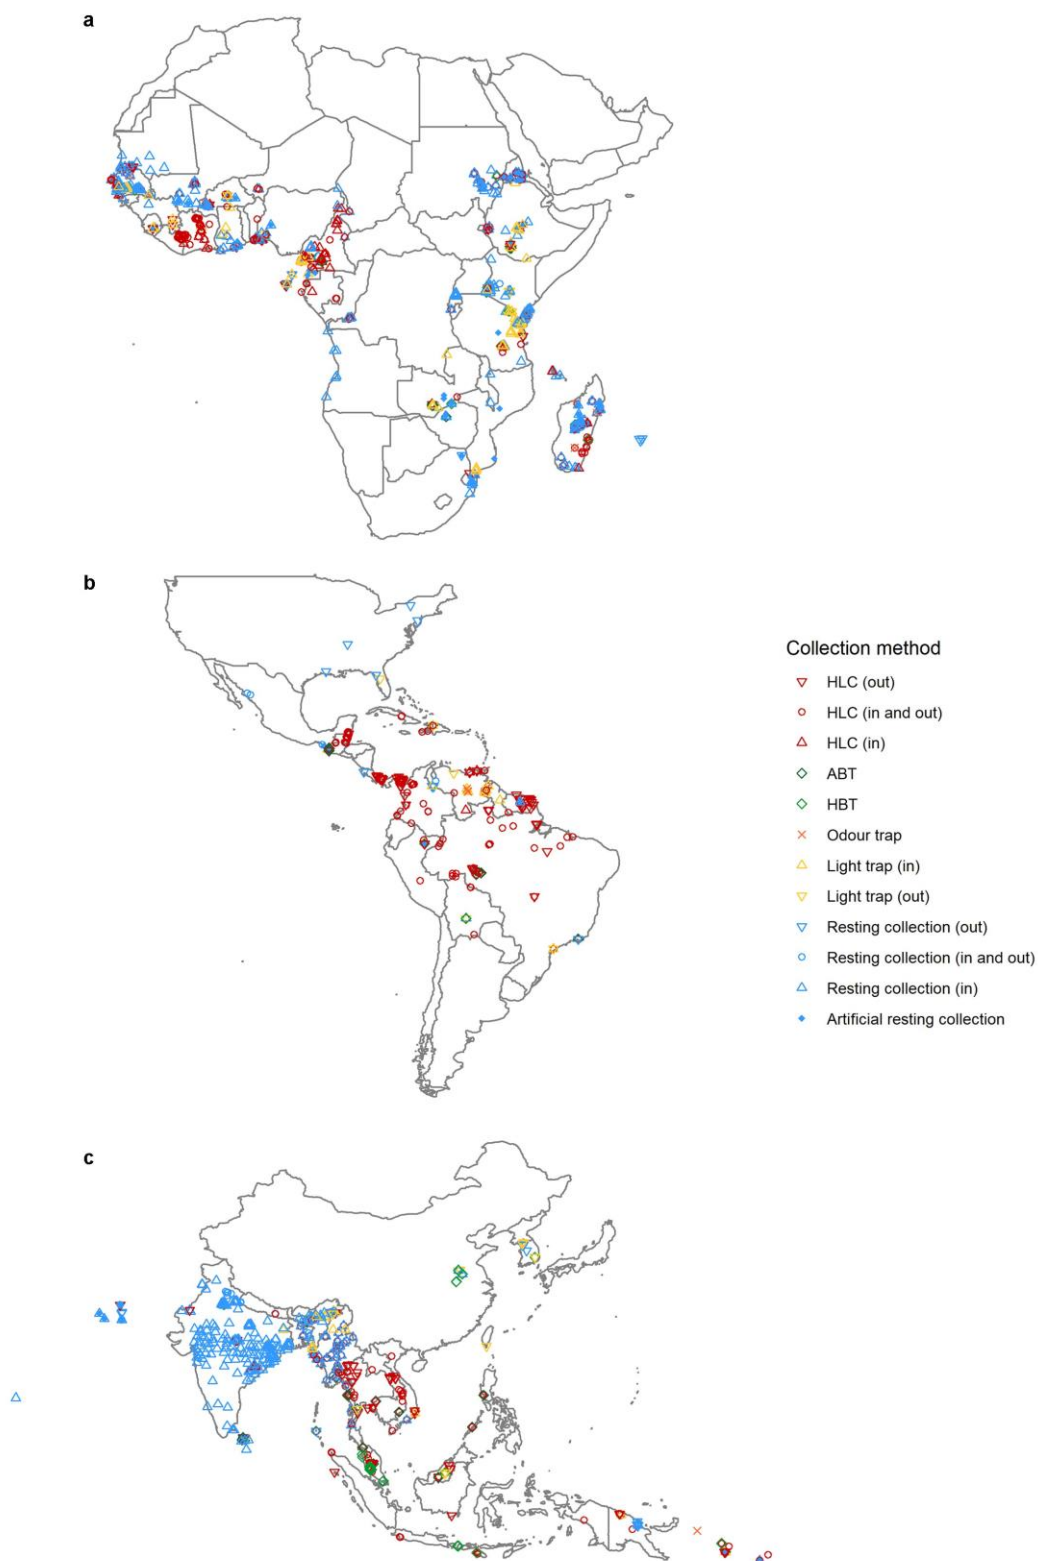 a
b
Collection method
HLC (out)
HLC (in and out)
HLC (in)
ABT
HBT
Odour trap
Light trap (in)
Light trap (out)
Resting collection (out)
Resting collection (in and out)
Resting collection (in)
Artificial resting collection
c